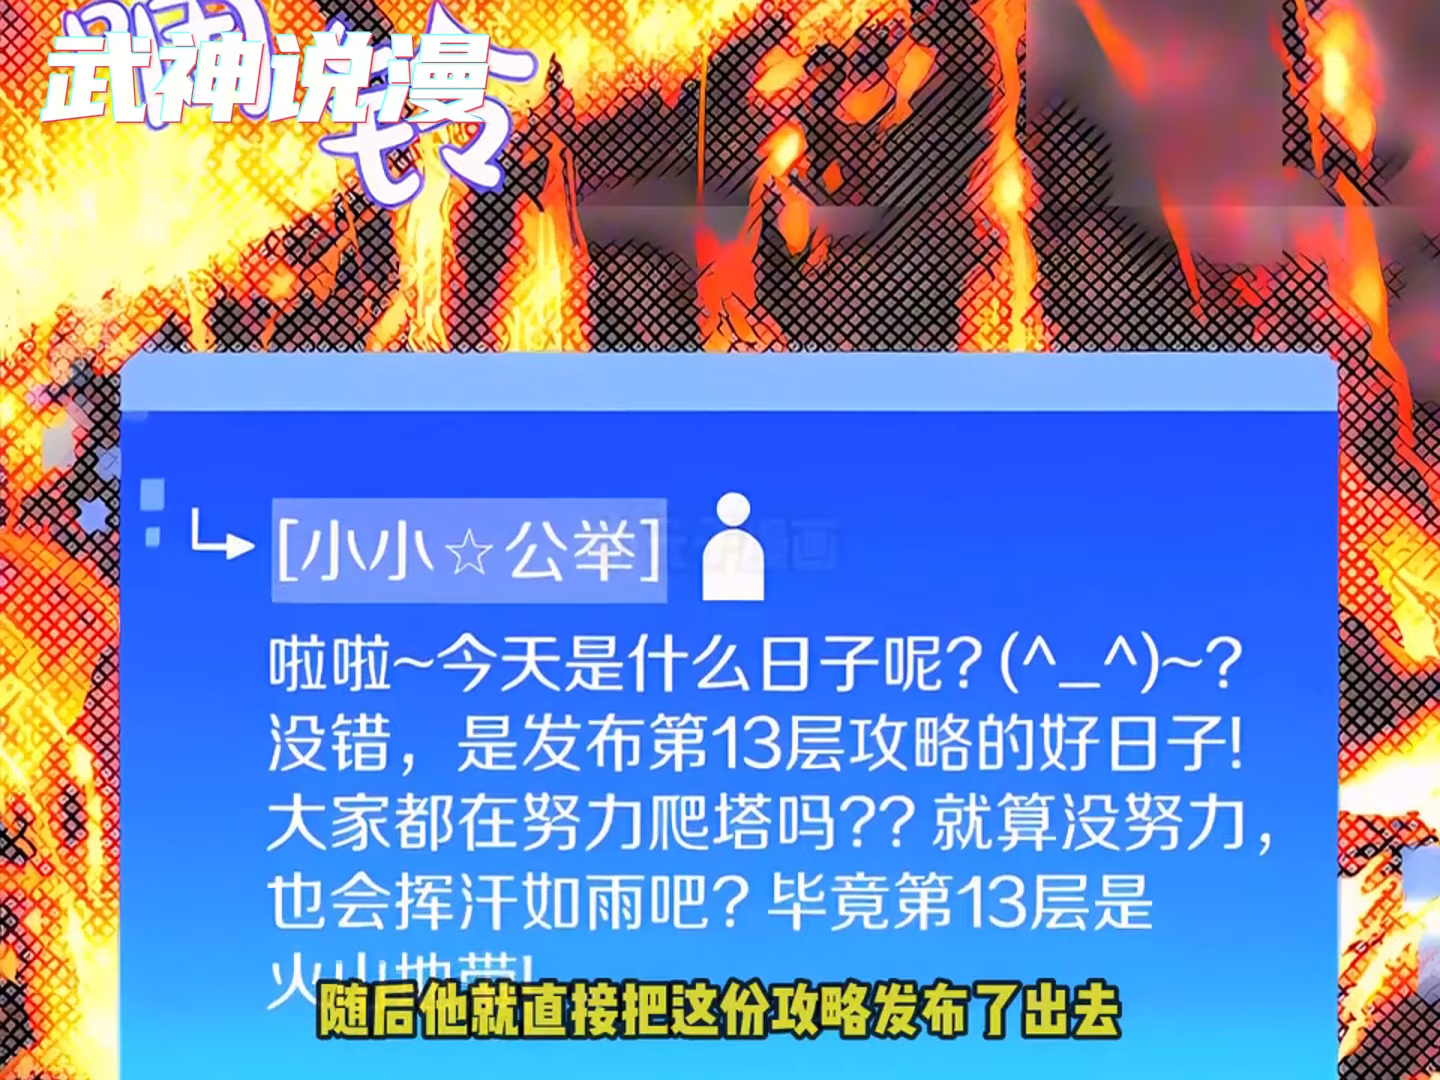 武神说漫
[小小☆公举]
啦啦~今天是什么日子呢? (^_^)~?
没错，是发布第13层攻略的好日子!
大家都在努力爬塔吗?? 就算没努力，
也会挥汗如雨吧? 毕竟第13层是
火山地带!
随后他就直接把这份攻略发布了出去